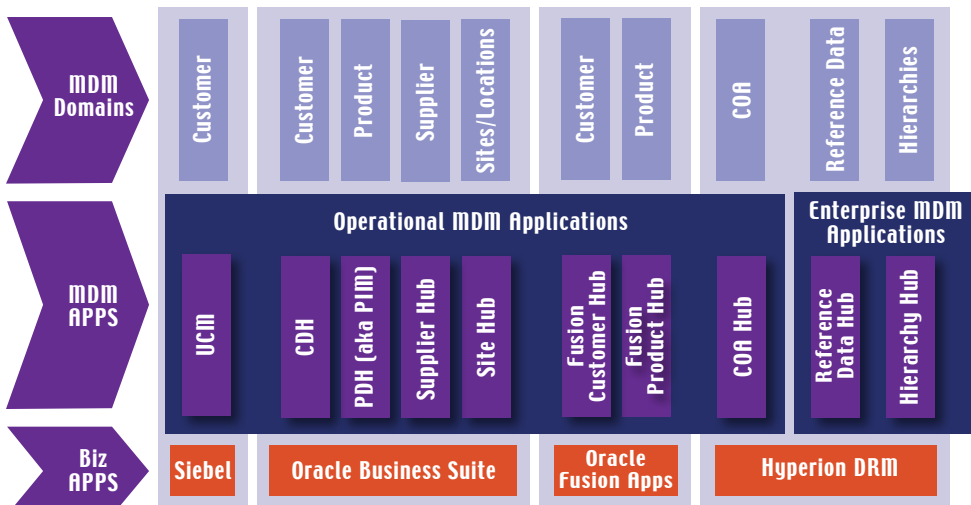 MDM
Domains
Customer
Customer
Product
Supplier
Sites/Locations
Customer
Product
COA
Reference Data
Hierarchies
MDM
APPS
Operational MDM Applications
Enterprise MDM
Applications
UCM
CDH
PDH (aka PIM)
Supplier Hub
Site Hub
Fusion
Customer Hub
Fusion
Product Hub
COA Hub
Reference
Data Hub
Hierarchy Hub
Biz
APPS
Siebel
Oracle Business Suite
Oracle
Fusion Apps
Hyperion DRM